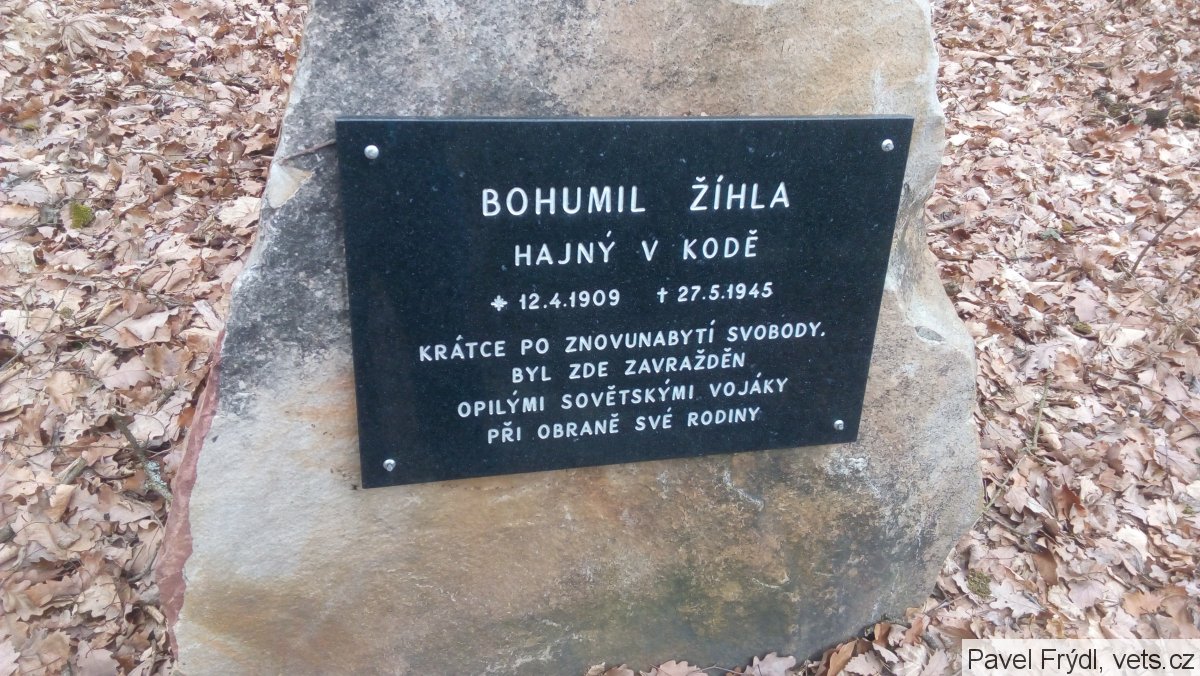 BOHUMIL ŽÍHLA
HAJNÝ V KODĚ
* 12.4.1909 † 27.5.1945
KRÁTCE PO ZNOVUNABYTÍ SVOBODY.
BYL ZDE ZAVRAŽDĚN
OPILÝMI SOVĚTSKÝMI VOJÁKY
PŘI OBRANĚ SVÉ RODINY
Pavel Frýdl, vets.cz